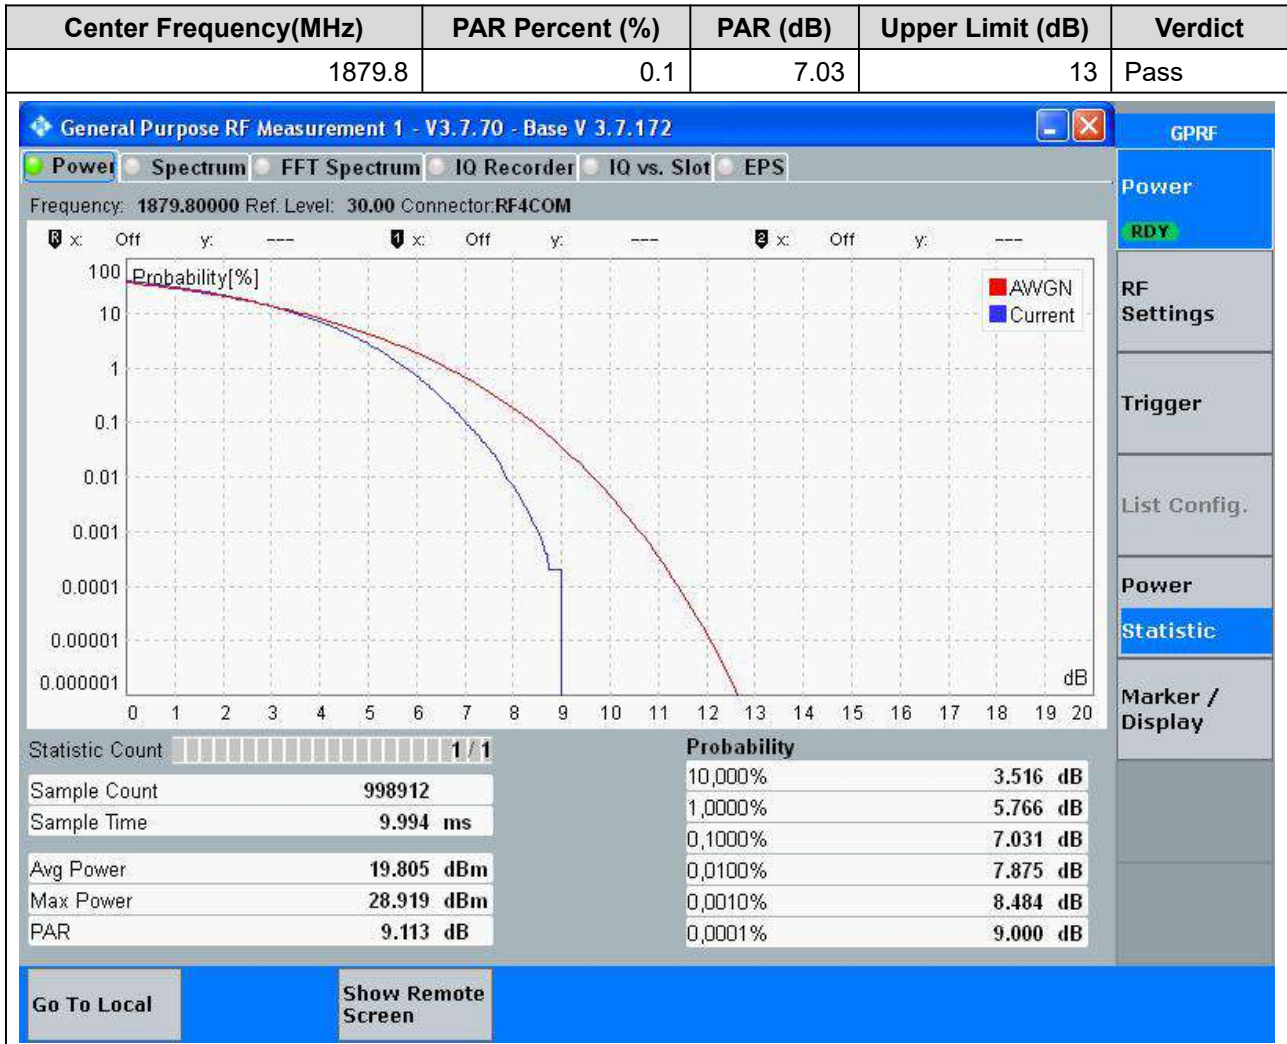 Center Frequency(MHz) PAR Percent (%) PAR (dB) Upper Limit (dB) Verdict
1879.8 0.1 7.03 13 Pass
General Purpose RF Measurement 1 - V3.7.70 - Base V 3.7.172
GPRF
Power Spectrum FFT Spectrum IQ Recorder IQ vs. Slot EPS
Power
RDY
Frequency: 1879.80000 Ref. Level: 30.00 Connector:RF4COM
R x: Off y: --- 1 x: Off y: --- 2 x: Off y: ---
Probability[%]
AWGN
Current
100
10
1
0.1
0.01
0.001
0.0001
0.00001
0.000001
dB
0 1 2 3 4 5 6 7 8 9 10 11 12 13 14 15 16 17 18 19 20
RF
Settings
Trigger
List Config.
Power
Statistic
Marker /
Display
Statistic Count 1 / 1
Sample Count 998912
Sample Time 9.994 ms
Avg Power 19.805 dBm
Max Power 28.919 dBm
PAR 9.113 dB
Probability
10,000% 3.516 dB
1,0000% 5.766 dB
0,1000% 7.031 dB
0,0100% 7.875 dB
0,0010% 8.484 dB
0,0001% 9.000 dB
Go To Local
Show Remote
Screen